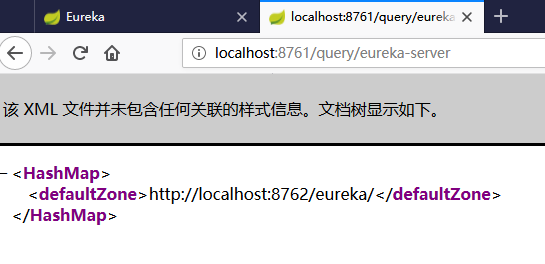 Eureka
localhost:8761/query/eureka
localhost:8761/query/eureka-server
该 XML 文件并未包含任何关联的样式信息。文档树显示如下。
<HashMap>
<defaultZone>http://localhost:8762/eureka/</defaultZone>
</HashMap>